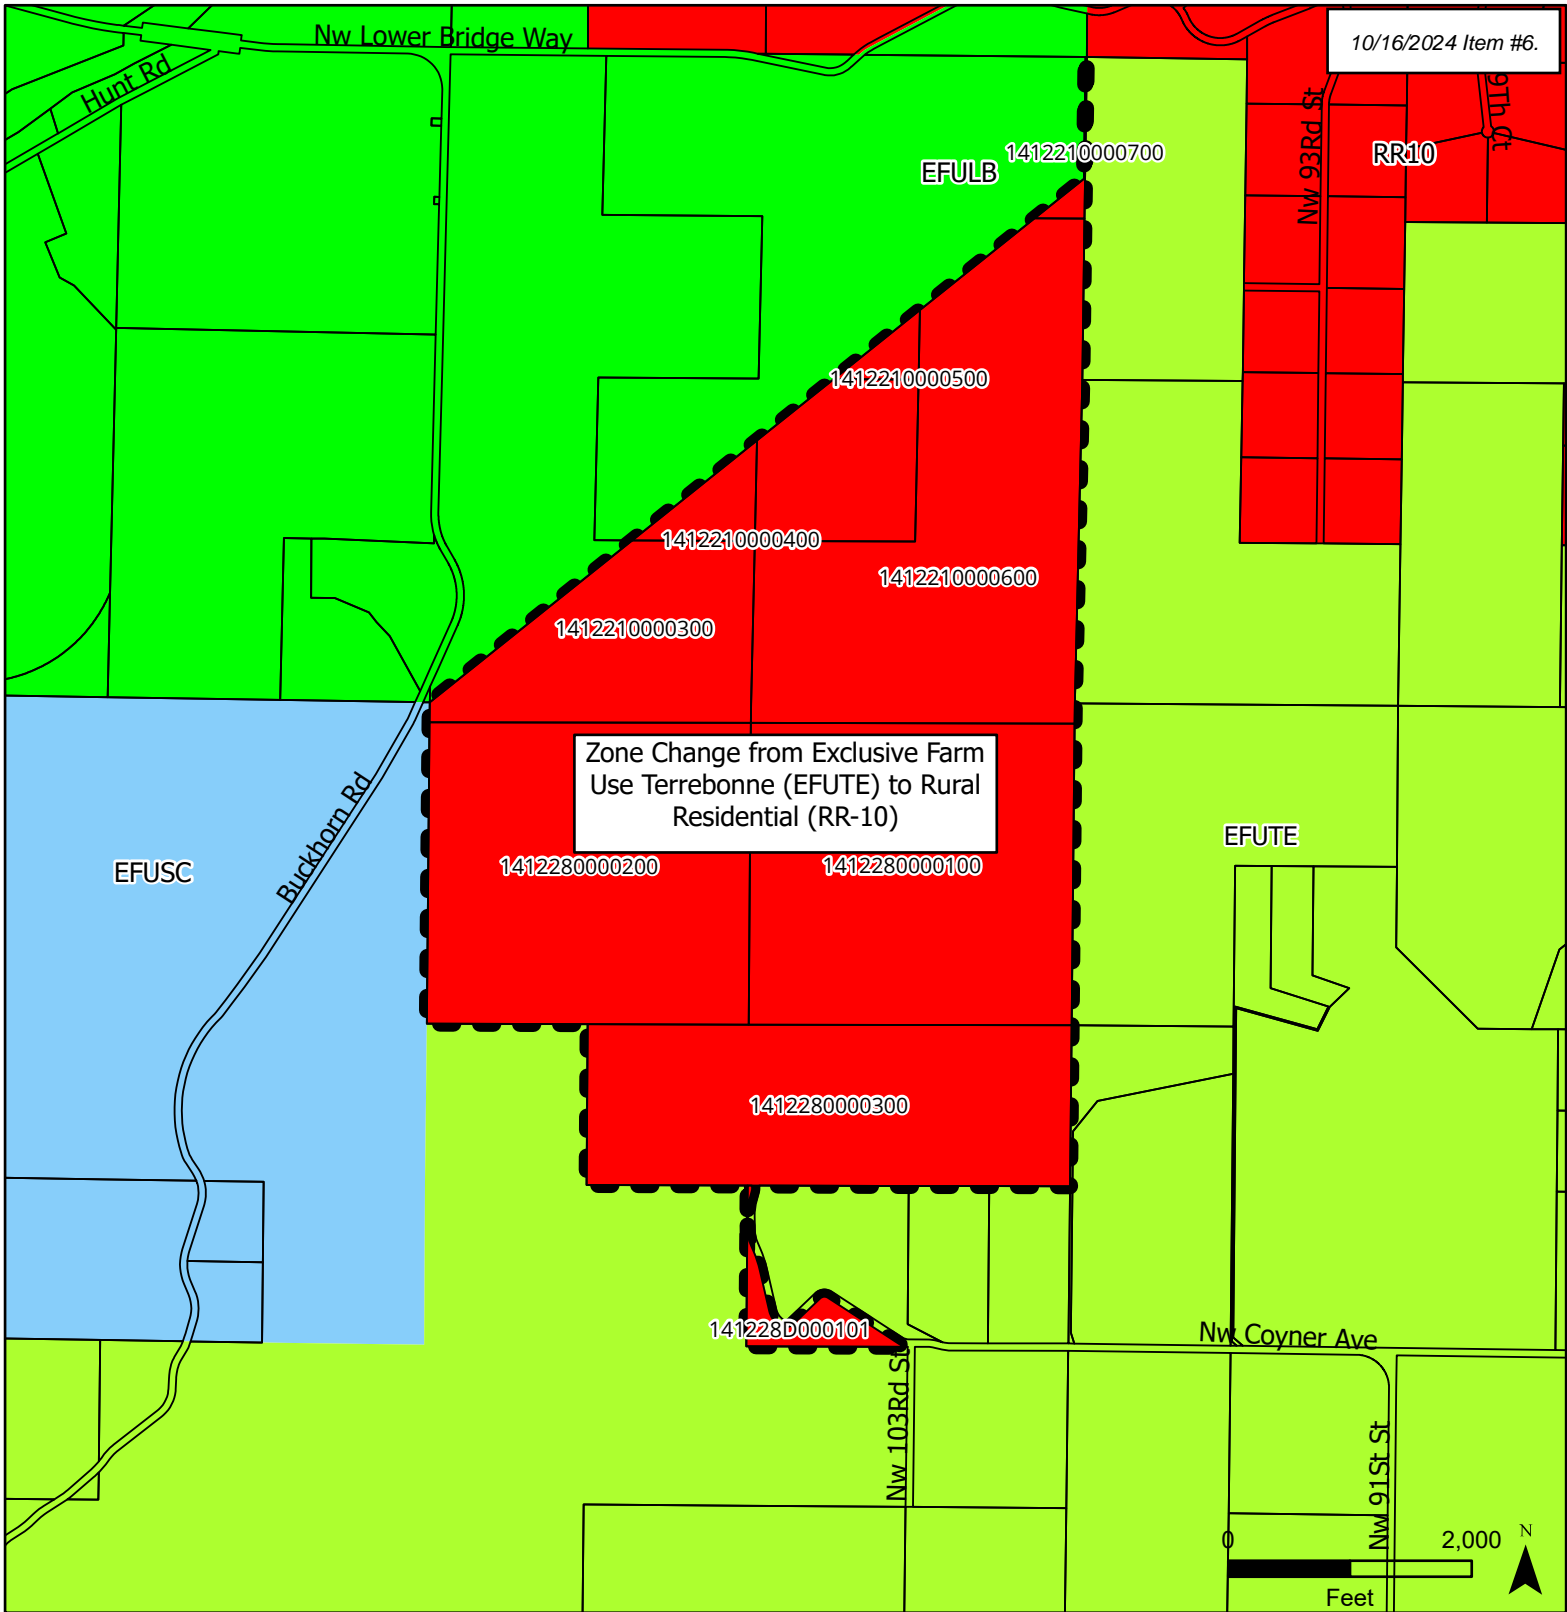 10/16/2024 Item #6.
Nw Lower Bridge Way
Hunt Rd
9Th Ct
Nw 93Rd St
RR10
1412210000700
EFULB
1412210000500
1412210000400
1412210000600
1412210000300
Zone Change from Exclusive Farm
Use Terrebonne (EFUTE) to Rural
Residential (RR-10)
Buckhorn Rd
EFUTE
EFUSC
1412280000200
1412280000100
1412280000300
141228D000101
Nw Coyner Ave
Nw 103Rd St
Nw 91St St
0
2,000
N
Feet